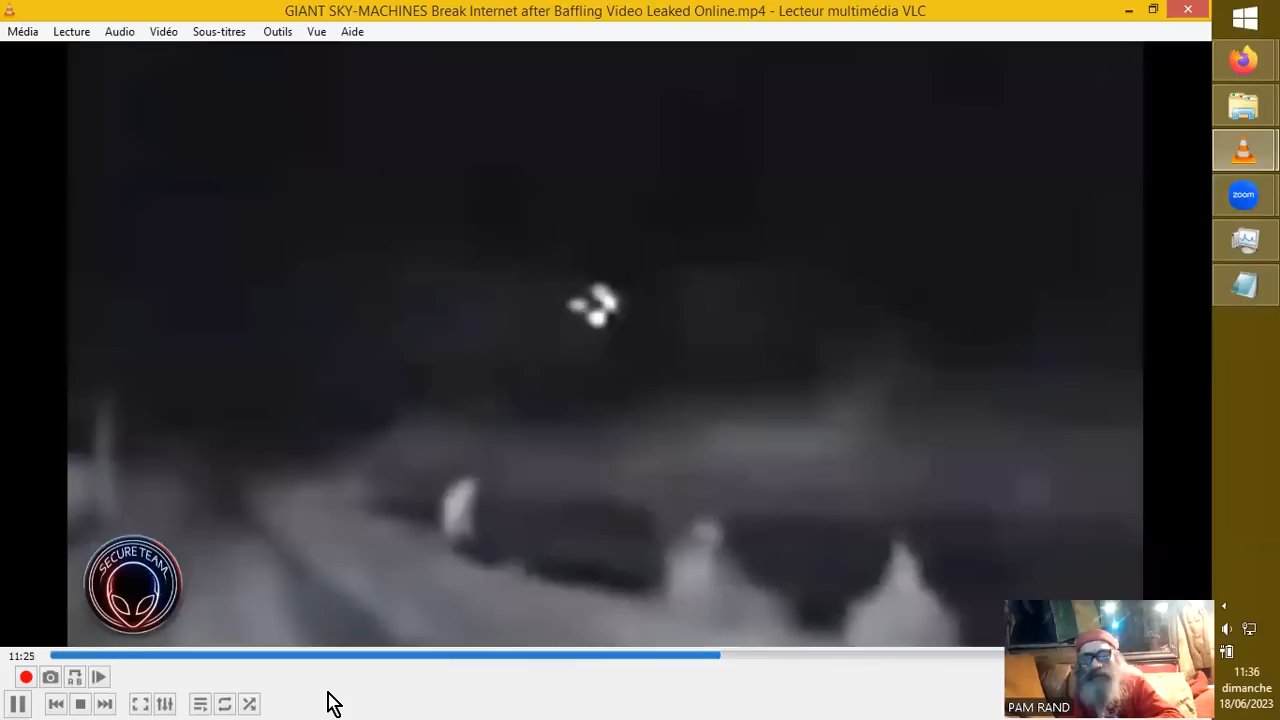 GIANT SKY-MACHINES Break Internet after Baffling Video Leaked Online.mp4 - Lecteur multimédia VLC
Média Lecture Audio Vidéo Sous-titres Outils Vue Aide
zoom
SECURE TEAM
11:25
11:36
dimanche
18/06/2023
PAM RAND